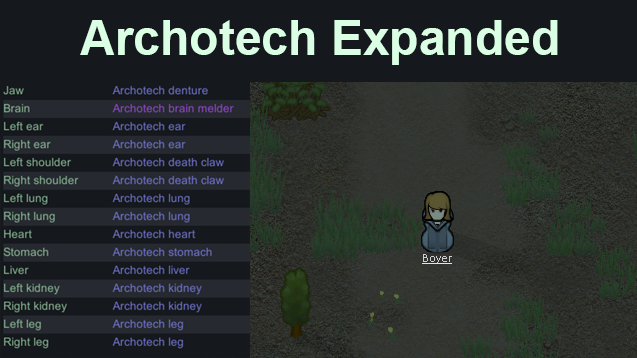 Archotech Expanded
Jaw Archotech denture
Brain Archotech brain melder
Left ear Archotech ear
Right ear Archotech ear
Left shoulder Archotech death claw
Right shoulder Archotech death claw
Left lung Archotech lung
Right lung Archotech lung
Heart Archotech heart
Stomach Archotech stomach
Liver Archotech liver
Left kidney Archotech kidney
Right kidney Archotech kidney
Left leg Archotech leg
Right leg Archotech leg
Boyer